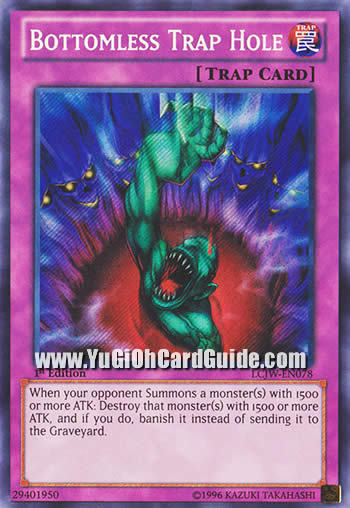 BOTTOMLESS TRAP HOLE
TRAP
罠
[TRAP CARD]
www.YuGiOhCardGuide.com
1st Edition
LCJW-EN078
When your opponent Summons a monster(s) with 1500
or more ATK: Destroy that monster(s) with 1500 or more
ATK, and if you do, banish it instead of sending it to
the Graveyard.
29401950
©1996 KAZUKI TAKAHASHI